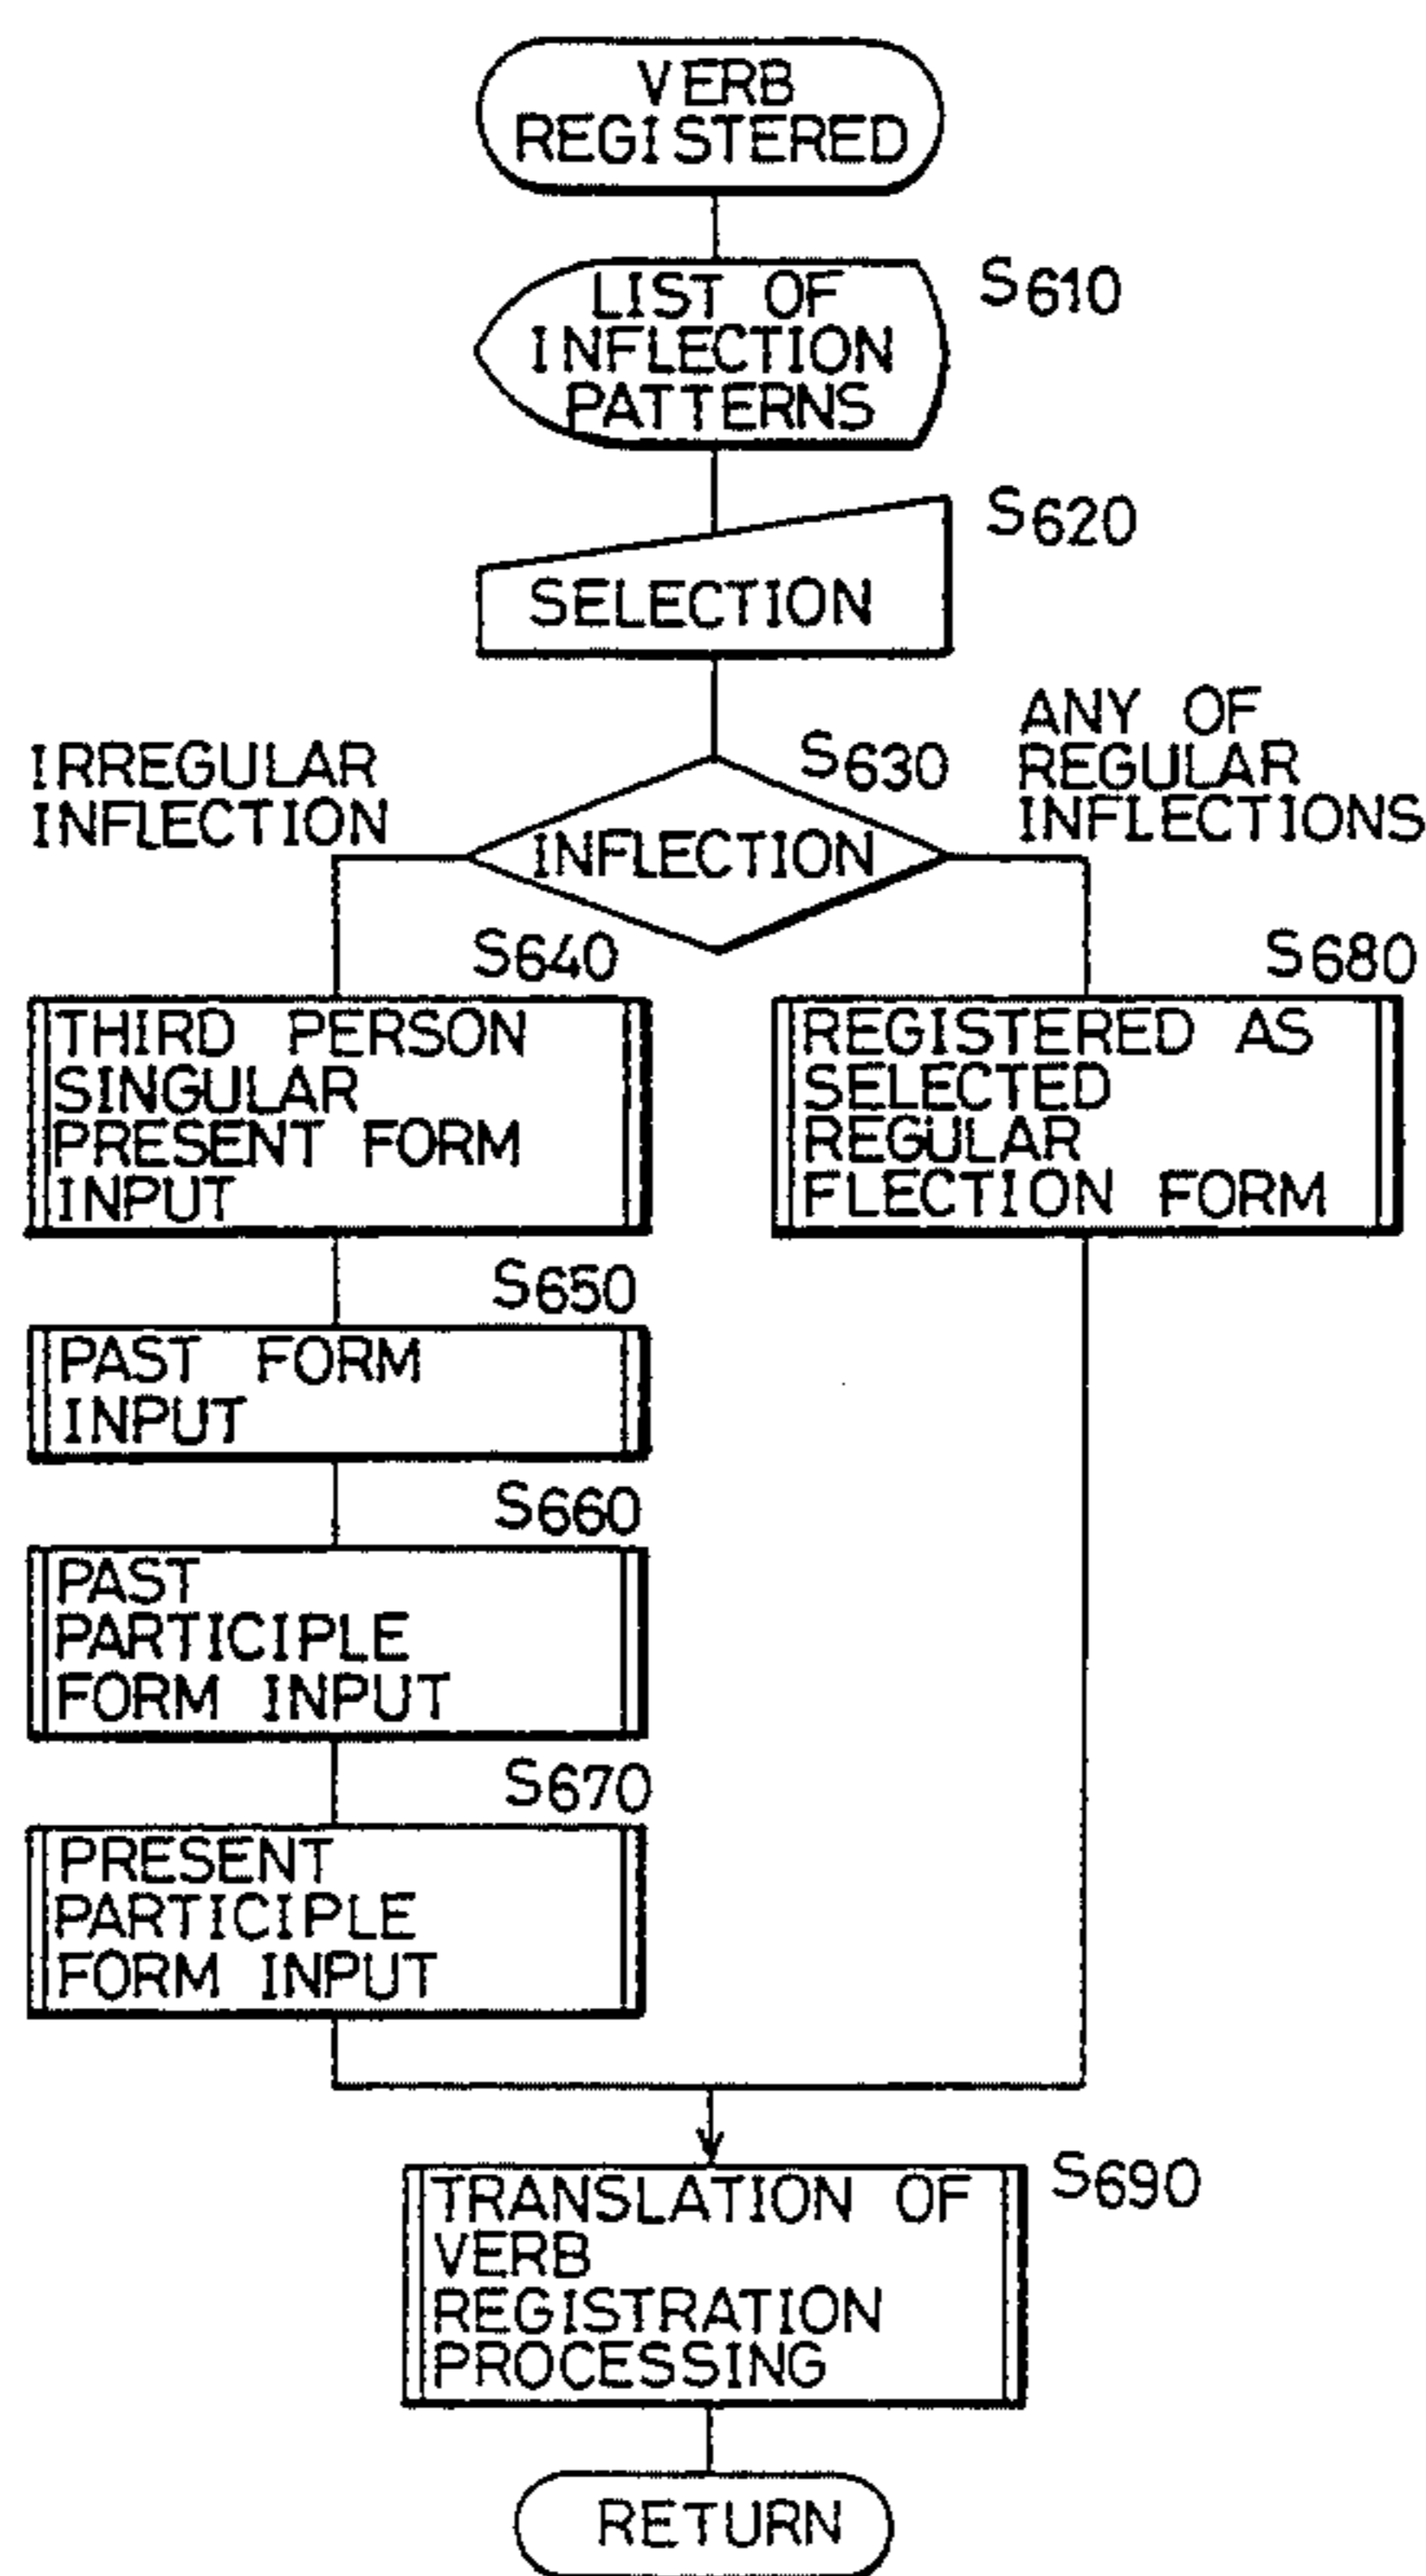 VERB
REGISTERED
S610
LIST OF
INFLECTION
PATTERNS
S620
SELECTION
IRREGULAR
INFLECTION
S630
ANY OF
REGULAR
INFLECTIONS
INFLECTION
S640
THIRD PERSON
SINGULAR
PRESENT FORM
INPUT
S680
REGISTERED AS
SELECTED
REGULAR
FLECTION FORM
S650
PAST FORM
INPUT
S660
PAST
PARTICIPLE
FORM INPUT
S670
PRESENT
PARTICIPLE
FORM INPUT
S690
TRANSLATION OF
VERB
REGISTRATION
PROCESSING
RETURN